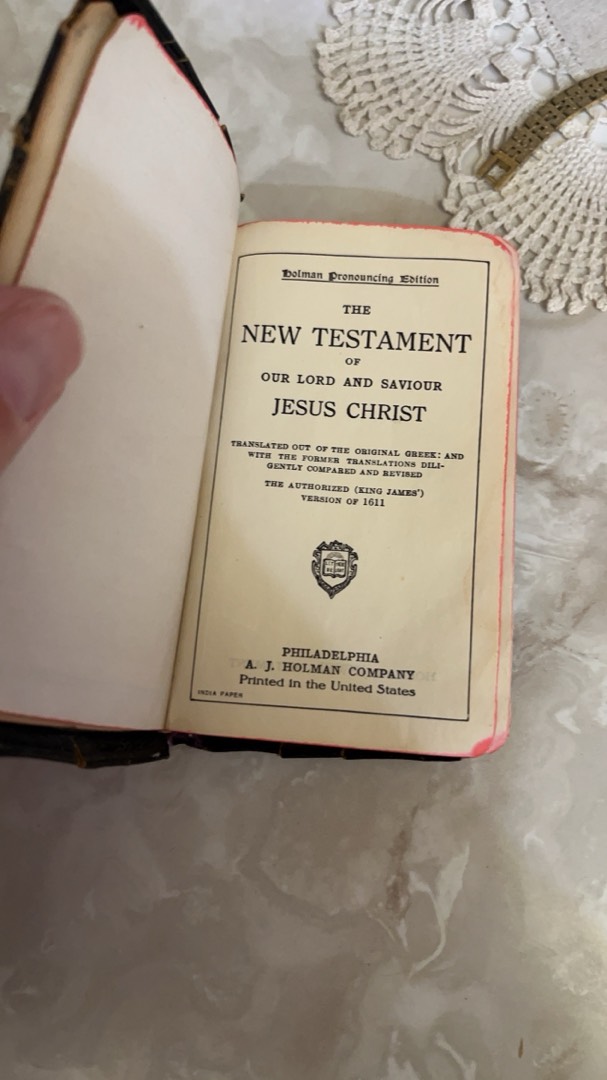 Holman Pronouncing Edition
THE
NEW TESTAMENT
OF
OUR LORD AND SAVIOUR
JESUS CHRIST
TRANSLATED OUT OF THE ORIGINAL GREEK: AND
WITH THE FORMER TRANSLATIONS DILI-
GENTLY COMPARED AND REVISED
THE AUTHORIZED (KING JAMES')
VERSION OF 1611
PHILADELPHIA
A. J. HOLMAN COMPANY
Printed in the United States
INDIA PAPER